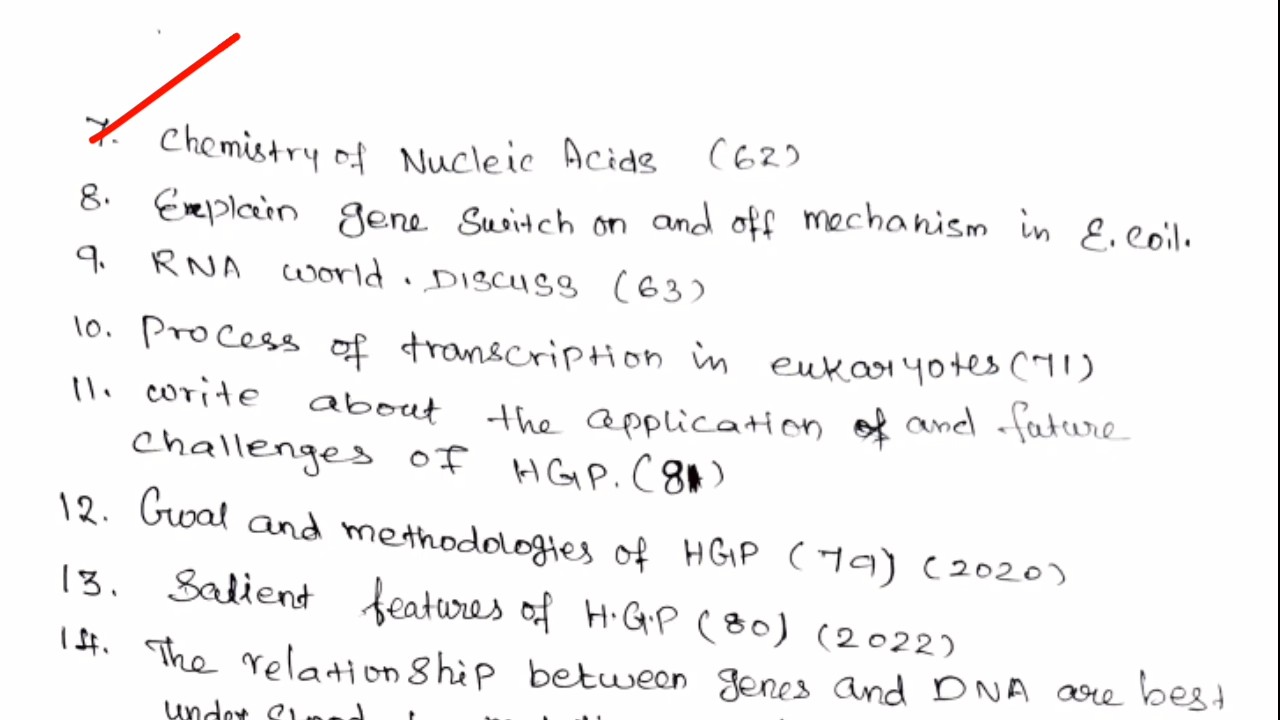 7. Chemistry of Nucleic Acids (62)
8. Explain gene switch on and off mechanism in E. coil.
9. RNA world. Discuss (63)
10. Process of transcription in eukaryotes (71)
11. write about the application of and future
challenges of HGP. (81)
12. Goal and methodologies of HGP (79) (2020)
13. Salient features of H.G.P (80) (2022)
14. The relationship between genes and DNA are best